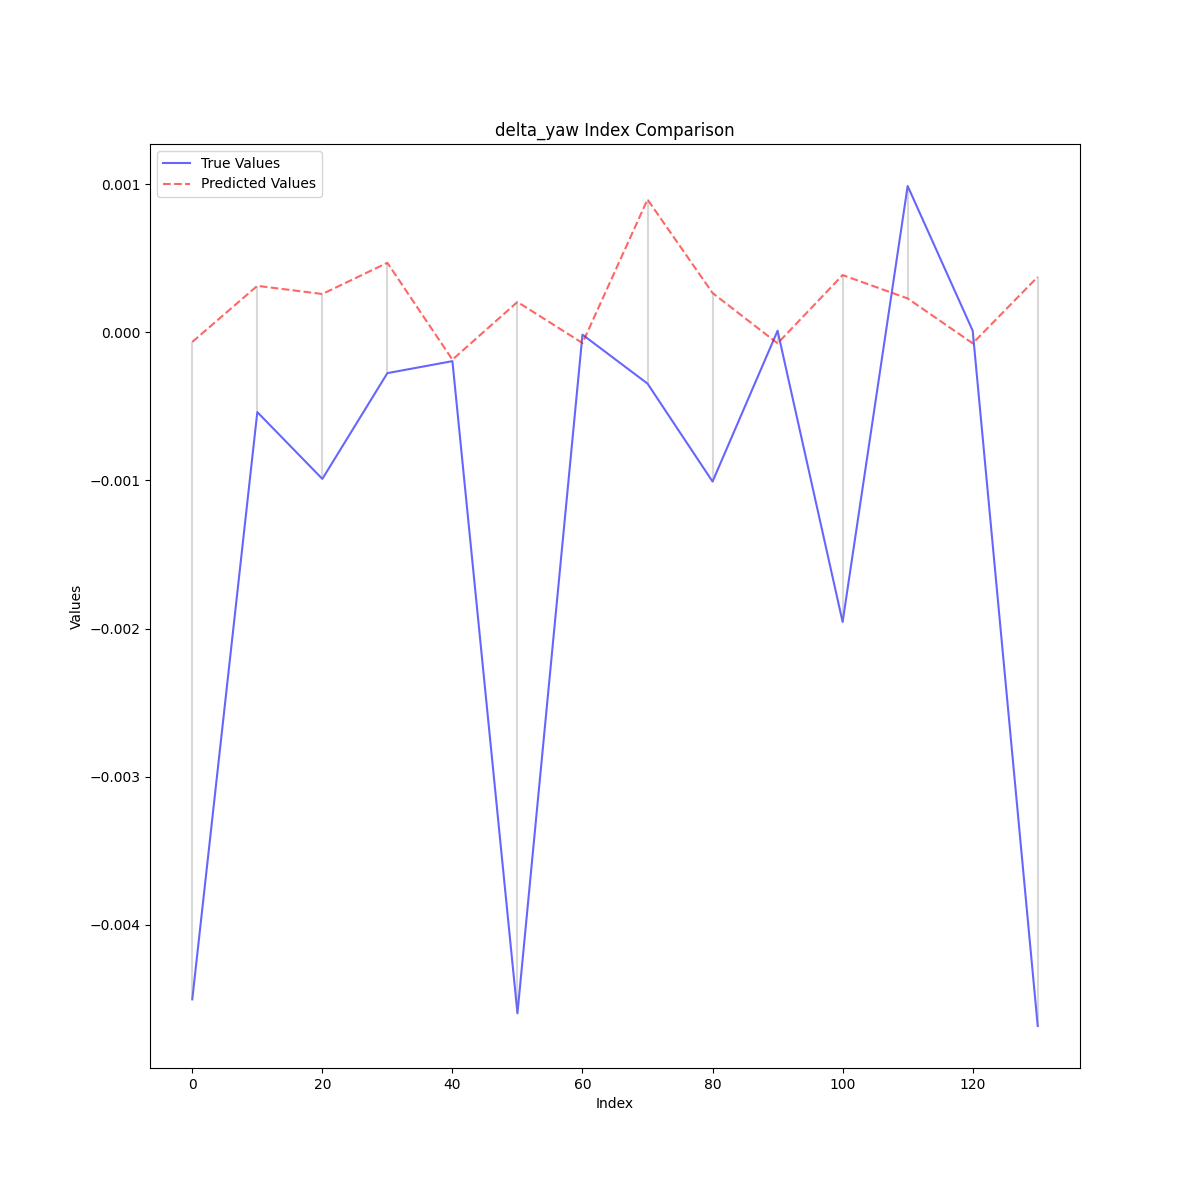 delta_yaw Index Comparison
True Values
Predicted Values
0.001
0.000
−0.001
−0.002
−0.003
−0.004
Values
0 20 40 60 80 100 120
Index